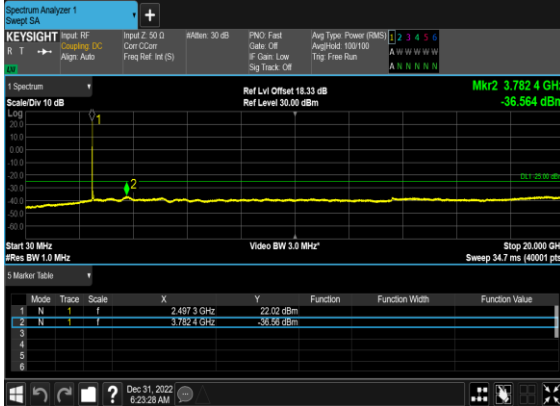 Spectrum Analyzer 1
Swept SA
+
KEYSIGHT Input: RF Input Z: 50 Ω #Atten: 30 dB PNO: Fast Avg Type: Power (RMS) 1 2 3 4 5 6
R T Coupling: DC Corr CCorr Gate: Off Avg|Hold: 100/100 A W W W W W
Align: Auto Freq Ref: Int (S) IF Gain: Low Trig: Free Run
Sig Track: Off A N N N N N
1 Spectrum
Ref Lvl Offset 18.33 dB Mkr2 3.782 4 GHz
Scale/Div 10 dB Ref Level 30.00 dBm -36.564 dBm
Log
20.0
10.0
0.00
-10.0
-20.0
-30.0
-40.0
-50.0
-60.0
1
2
DL1 -25.00 dBm
Start 30 MHz Video BW 3.0 MHz* Stop 20.000 GH
#Res BW 1.0 MHz Sweep 34.7 ms (40001 pts
5 Marker Table
Mode Trace Scale X Y Function Function Width Function Value
1 N 1 f 2.497 3 GHz 22.02 dBm
2 N 1 f 3.782 4 GHz -36.56 dBm
3
4
5
6
Dec 31, 2022
6:23:28 AM